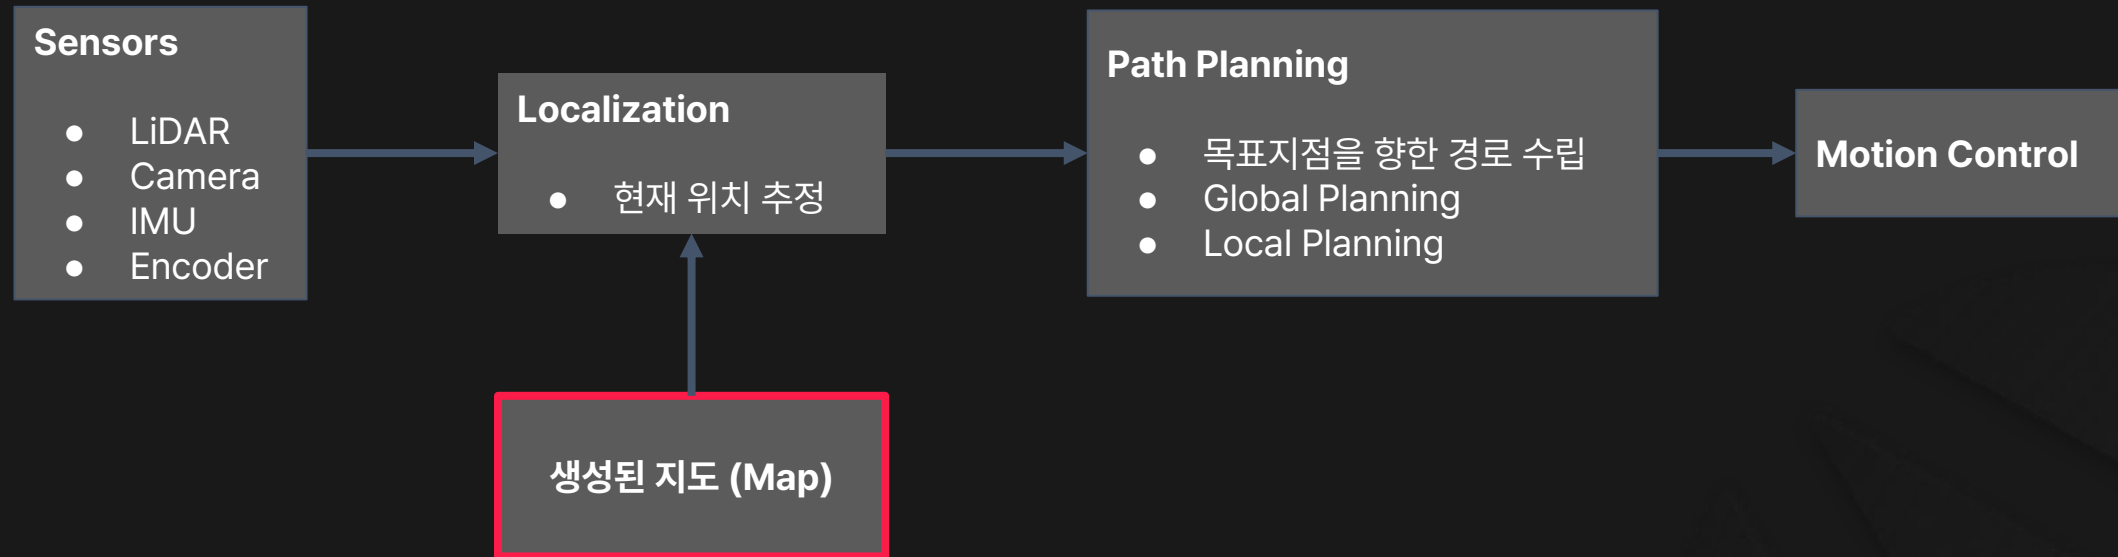 Sensors
● LiDAR
● Camera
● IMU
● Encoder
Localization
● 현재 위치 추정
Path Planning
● 목표지점을 향한 경로 수립
● Global Planning
● Local Planning
Motion Control
생성된 지도 (Map)